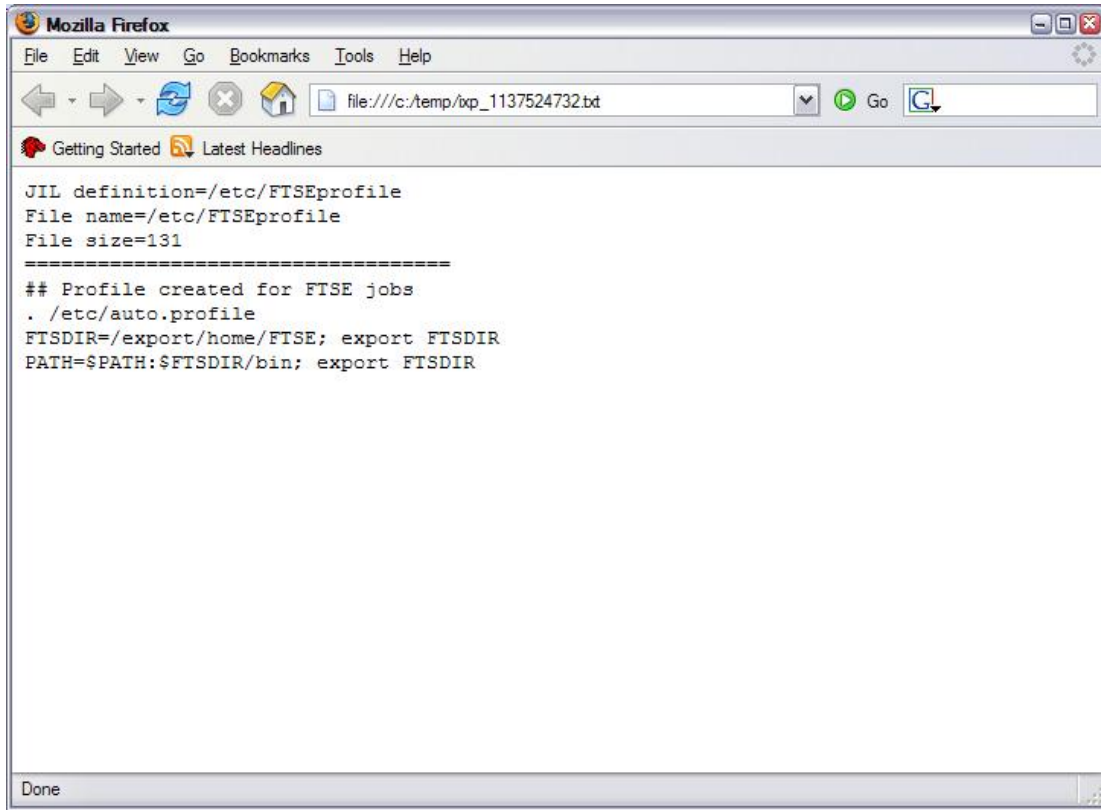 Mozilla Firefox
File Edit View Go Bookmarks Tools Help
file:///c:/temp/ixp_1137524732.txt Go G
Getting Started Latest Headlines
JIL definition=/etc/FTSEprofile
File name=/etc/FTSEprofile
File size=131
===================================
## Profile created for FTSE jobs
. /etc/auto.profile
FTSDIR=/export/home/FTSE; export FTSDIR
PATH=$PATH:$FTSDIR/bin; export FTSDIR
Done